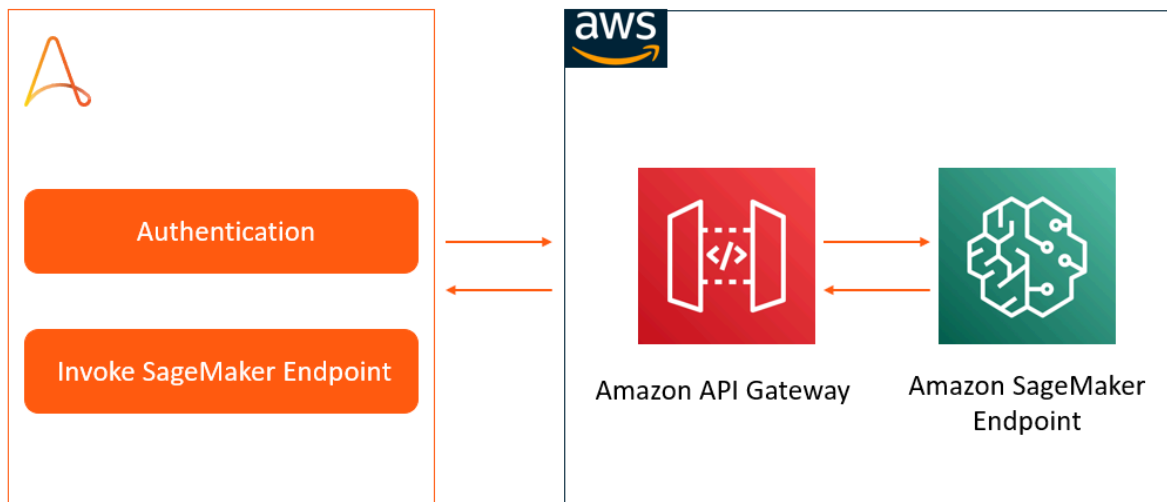 aws
Authentication
Invoke SageMaker Endpoint
</>
Amazon API Gateway
Amazon SageMaker
Endpoint